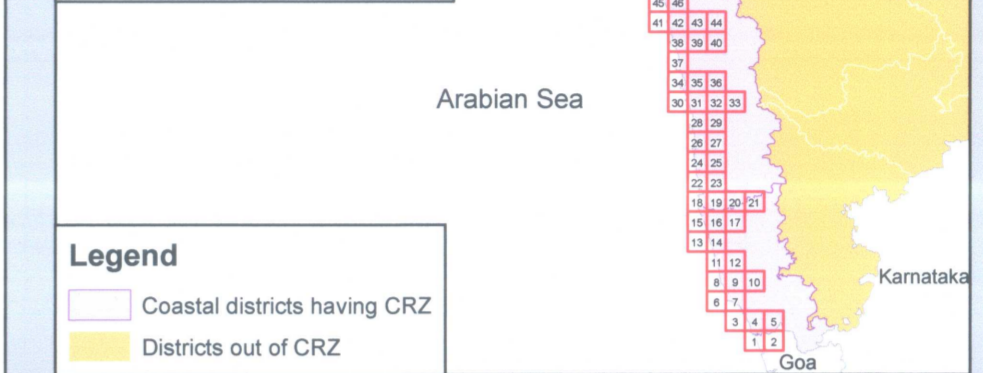 45 46
41 42 43 44
38 39 40
37
34 35 36
Arabian Sea
30 31 32 33
28 29
26 27
24 25
22 23
18 19 20 21
15 16 17
13 14
11 12
Legend
Karnataka
8 9 10
6 7
Coastal districts having CRZ
3 4 5
1 2
Districts out of CRZ
Goa